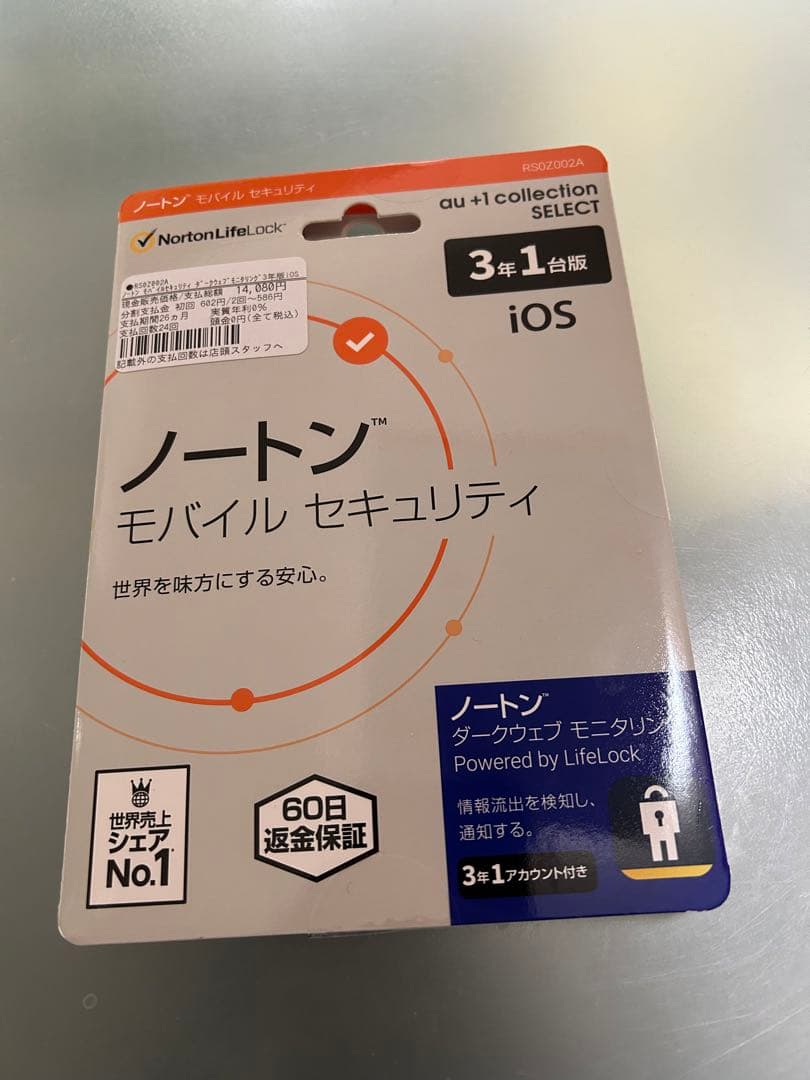 ノートン™ モバイル セキュリティ
RS0Z002A
NortonLifeLock™
au +1 collection
SELECT
3年1台版
iOS
●RS0Z002A
ノートン モバイルセキュリティ ダークウェブモニタリング3年版iOS
現金販売価格/支払総額 14,080円
分割支払金 初回 602円/2回〜586円
支払期間26ヵ月 実質年利0%
支払回数24回 頭金0円(全て税込)
記載外の支払回数は店頭スタッフへ
ノートン™
モバイル セキュリティ
世界を味方にする安心。
ノートン™
ダークウェブ モニタリン
Powered by LifeLock
情報流出を検知し、
通知する。
3年1アカウント付き
世界売上
シェア
No.1*
60日
返金保証